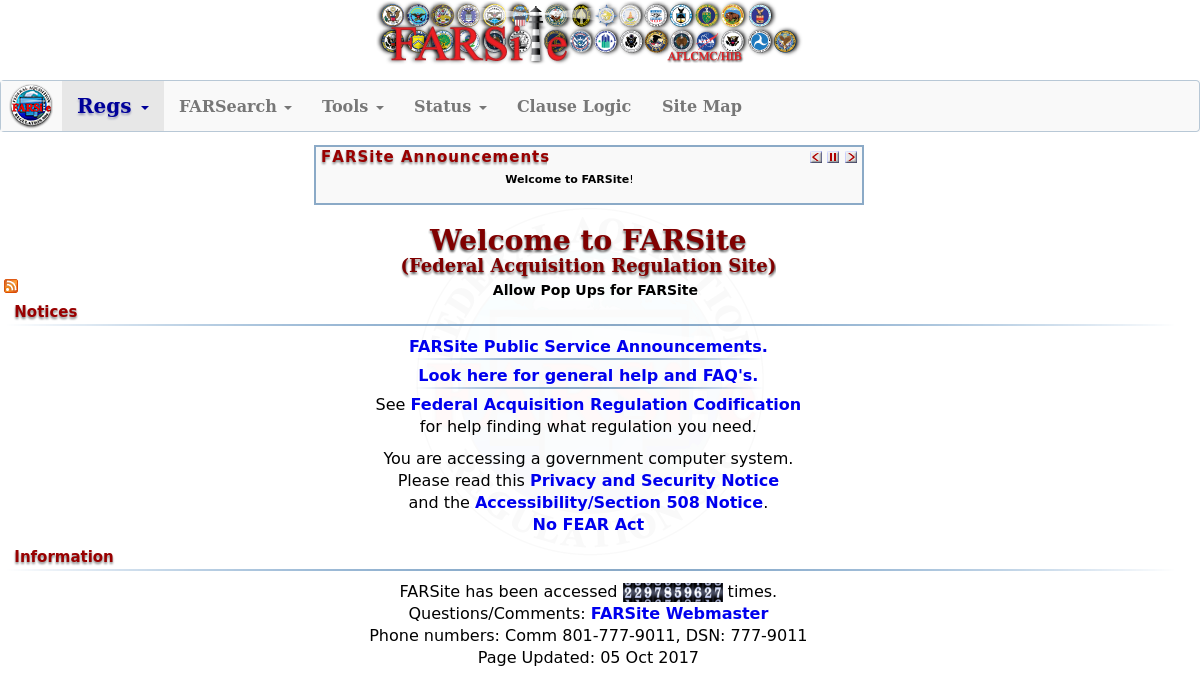 FARSite
AFLCMC/HIB
Regs
FARSearch
Tools
Status
Clause Logic
Site Map
FARSite Announcements
Welcome to FARSite!
Welcome to FARSite
(Federal Acquisition Regulation Site)
Allow Pop Ups for FARSite
Notices
FARSite Public Service Announcements.
Look here for general help and FAQ's.
See Federal Acquisition Regulation Codification
for help finding what regulation you need.
You are accessing a government computer system.
Please read this Privacy and Security Notice
and the Accessibility/Section 508 Notice.
No FEAR Act
Information
FARSite has been accessed 2297859627 times.
Questions/Comments: FARSite Webmaster
Phone numbers: Comm 801-777-9011, DSN: 777-9011
Page Updated: 05 Oct 2017